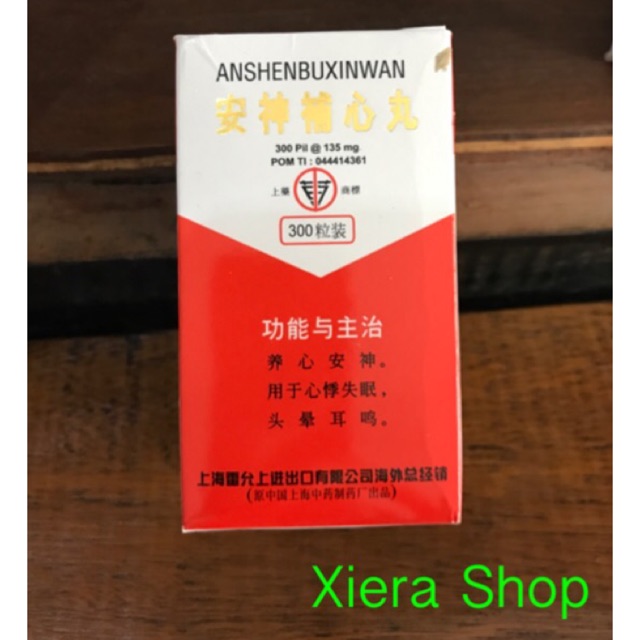 ANSHENBUXINWAN
安神補心丸
300 Pil @ 135 mg
POM TI : 044414361
上藥 商標
300粒装
功能与主治
养心安神。
用于心悸失眠，
头晕耳鸣。
上海雷允上进出口有限公司海外总经销
(原中国上海中药制药厂出品)
Xiera Shop